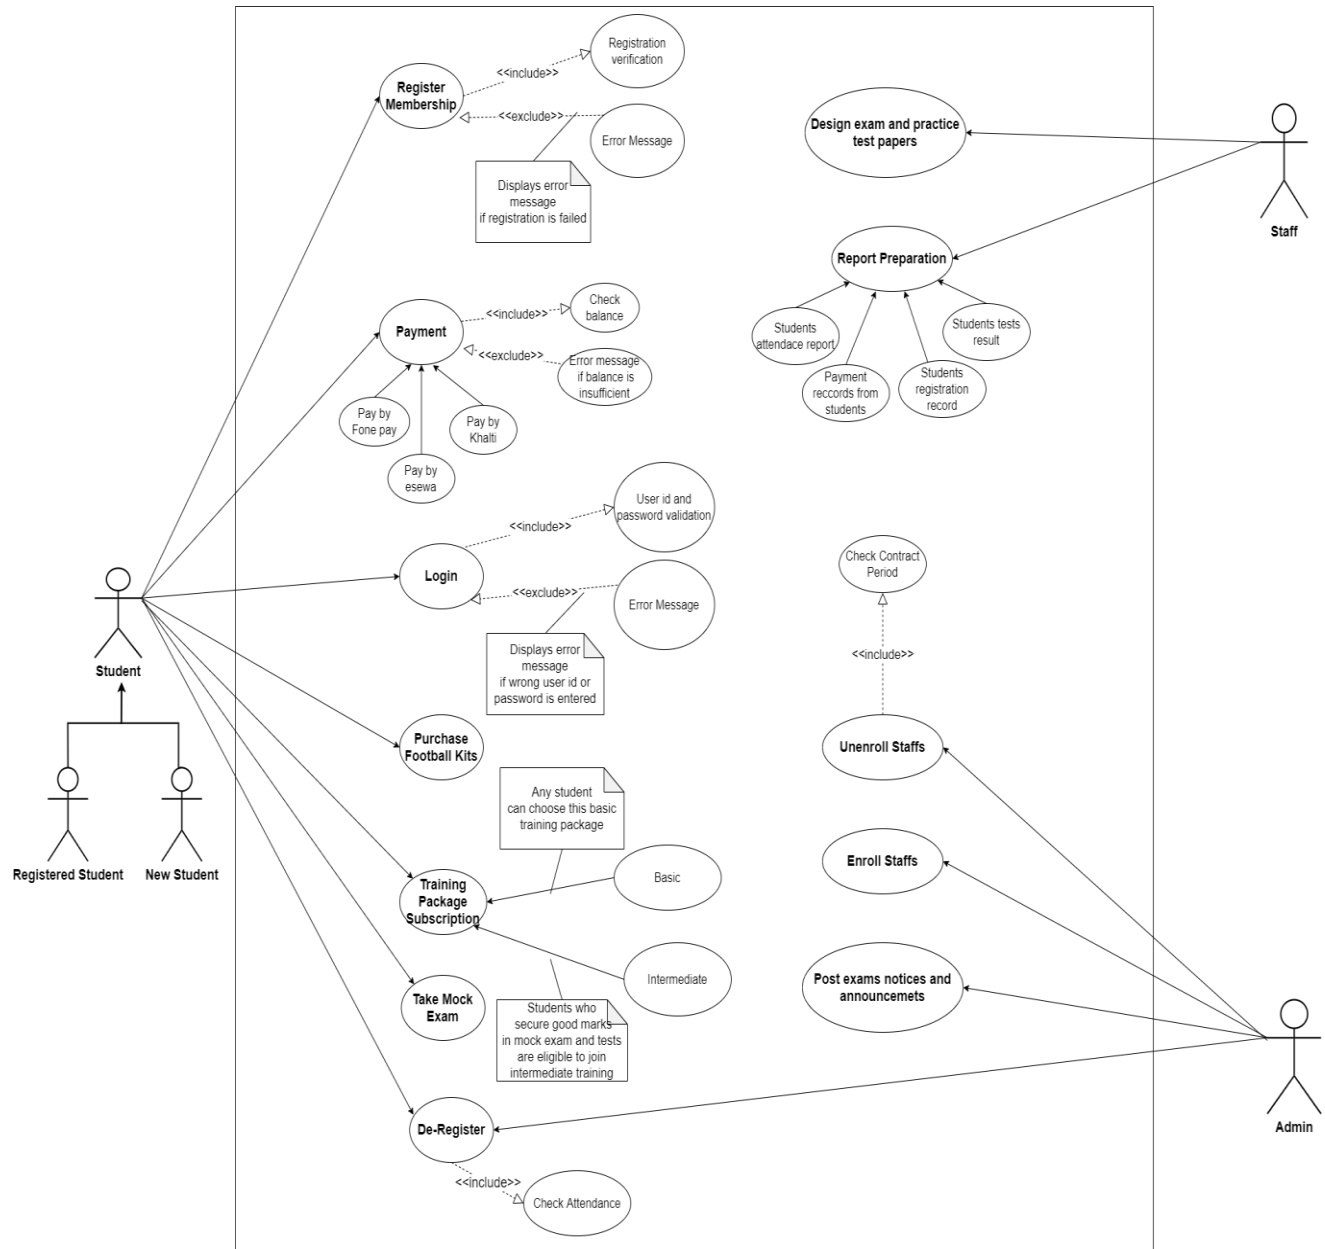 Registration
verification
<<include>>
Register
Membership
<<exclude>>
Error Message
Displays error
message
if registration is failed
Design exam and practice
test papers
Staff
Report Preparation
Students
attendace report
Payment
reccords from
students
Students
registration
record
Students tests
result
Payment
<<include>>
Check
balance
<<exclude>>
Error message
if balance is
insufficient
Pay by
Fone pay
Pay by
esewa
Pay by
Khalti
User id and
password validation
<<include>>
Login
<<exclude>>
Error Message
Displays error
message
if wrong user id or
password is entered
Student
Registered Student
New Student
Check Contract
Period
<<include>>
Unenroll Staffs
Purchase
Football Kits
Any student
can choose this basic
training package
Enroll Staffs
Training
Package
Subscription
Basic
Intermediate
Post exams notices and
announcemets
Take Mock
Exam
Students who
secure good marks
in mock exam and tests
are eligible to join
intermediate training
De-Register
<<include>>
Check Attendance
Admin